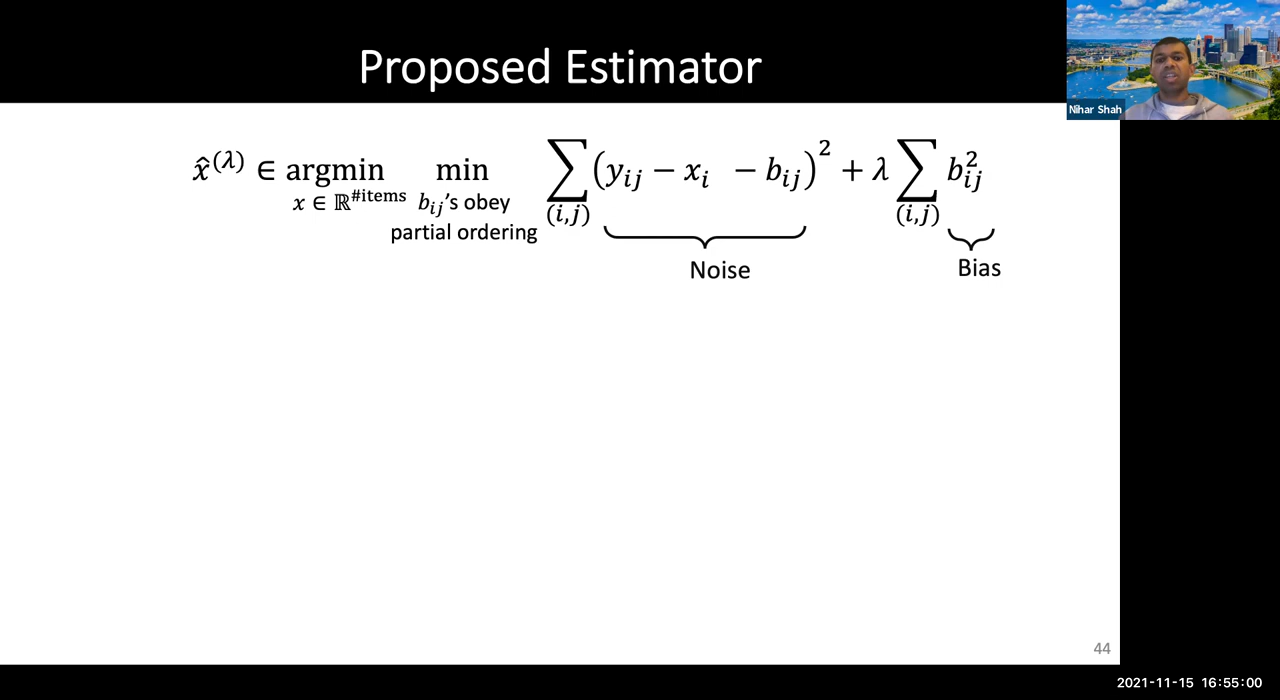 Proposed Estimator
Nihar Shah
x̂^(λ) ∈ argmin min ∑ (y_ij − x_i − b_ij)² + λ ∑ b_ij²
x ∈ ℝ^#items b_ij's obey (i,j) (i,j)
partial ordering
Noise Bias
44
2021-11-15 16:55:00